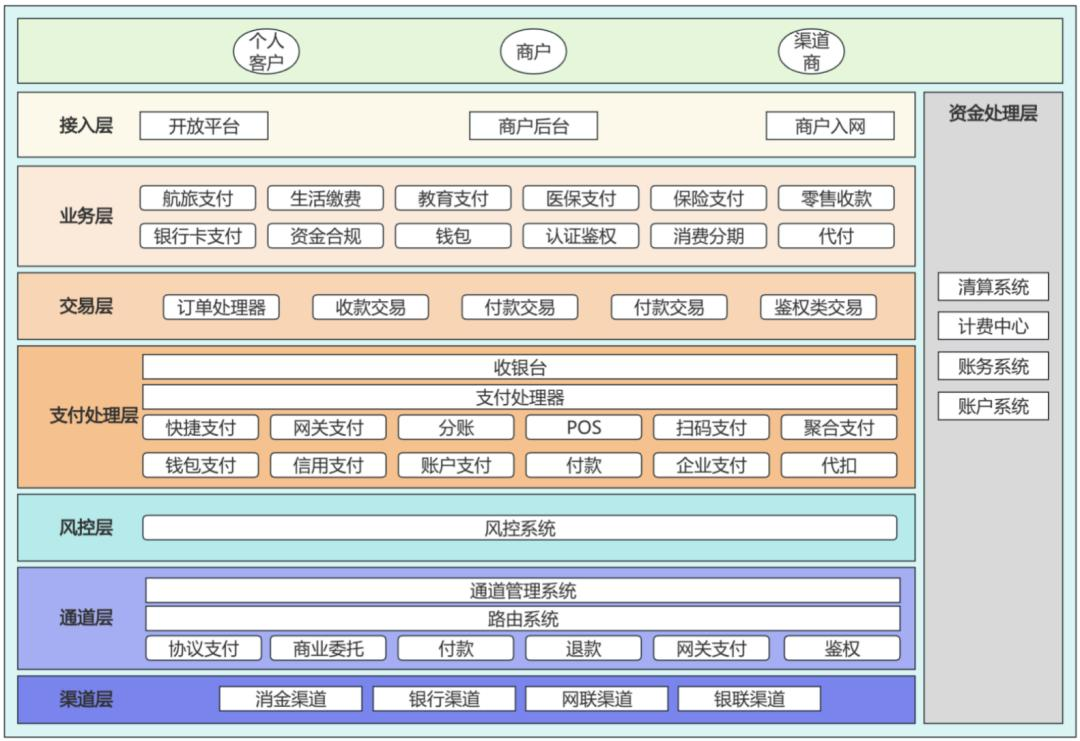 个人
客户
商户
渠道
商
接入层
开放平台
商户后台
商户入网
业务层
航旅支付
生活缴费
教育支付
医保支付
保险支付
零售收款
银行卡支付
资金合规
钱包
认证鉴权
消费分期
代付
交易层
订单处理器
收款交易
付款交易
付款交易
鉴权类交易
支付处理层
收银台
支付处理器
快捷支付
网关支付
分账
POS
扫码支付
聚合支付
钱包支付
信用支付
账户支付
付款
企业支付
代扣
风控层
风控系统
通道层
通道管理系统
路由系统
协议支付
商业委托
付款
退款
网关支付
鉴权
渠道层
消金渠道
银行渠道
网联渠道
银联渠道
资金处理层
清算系统
计费中心
账务系统
账户系统